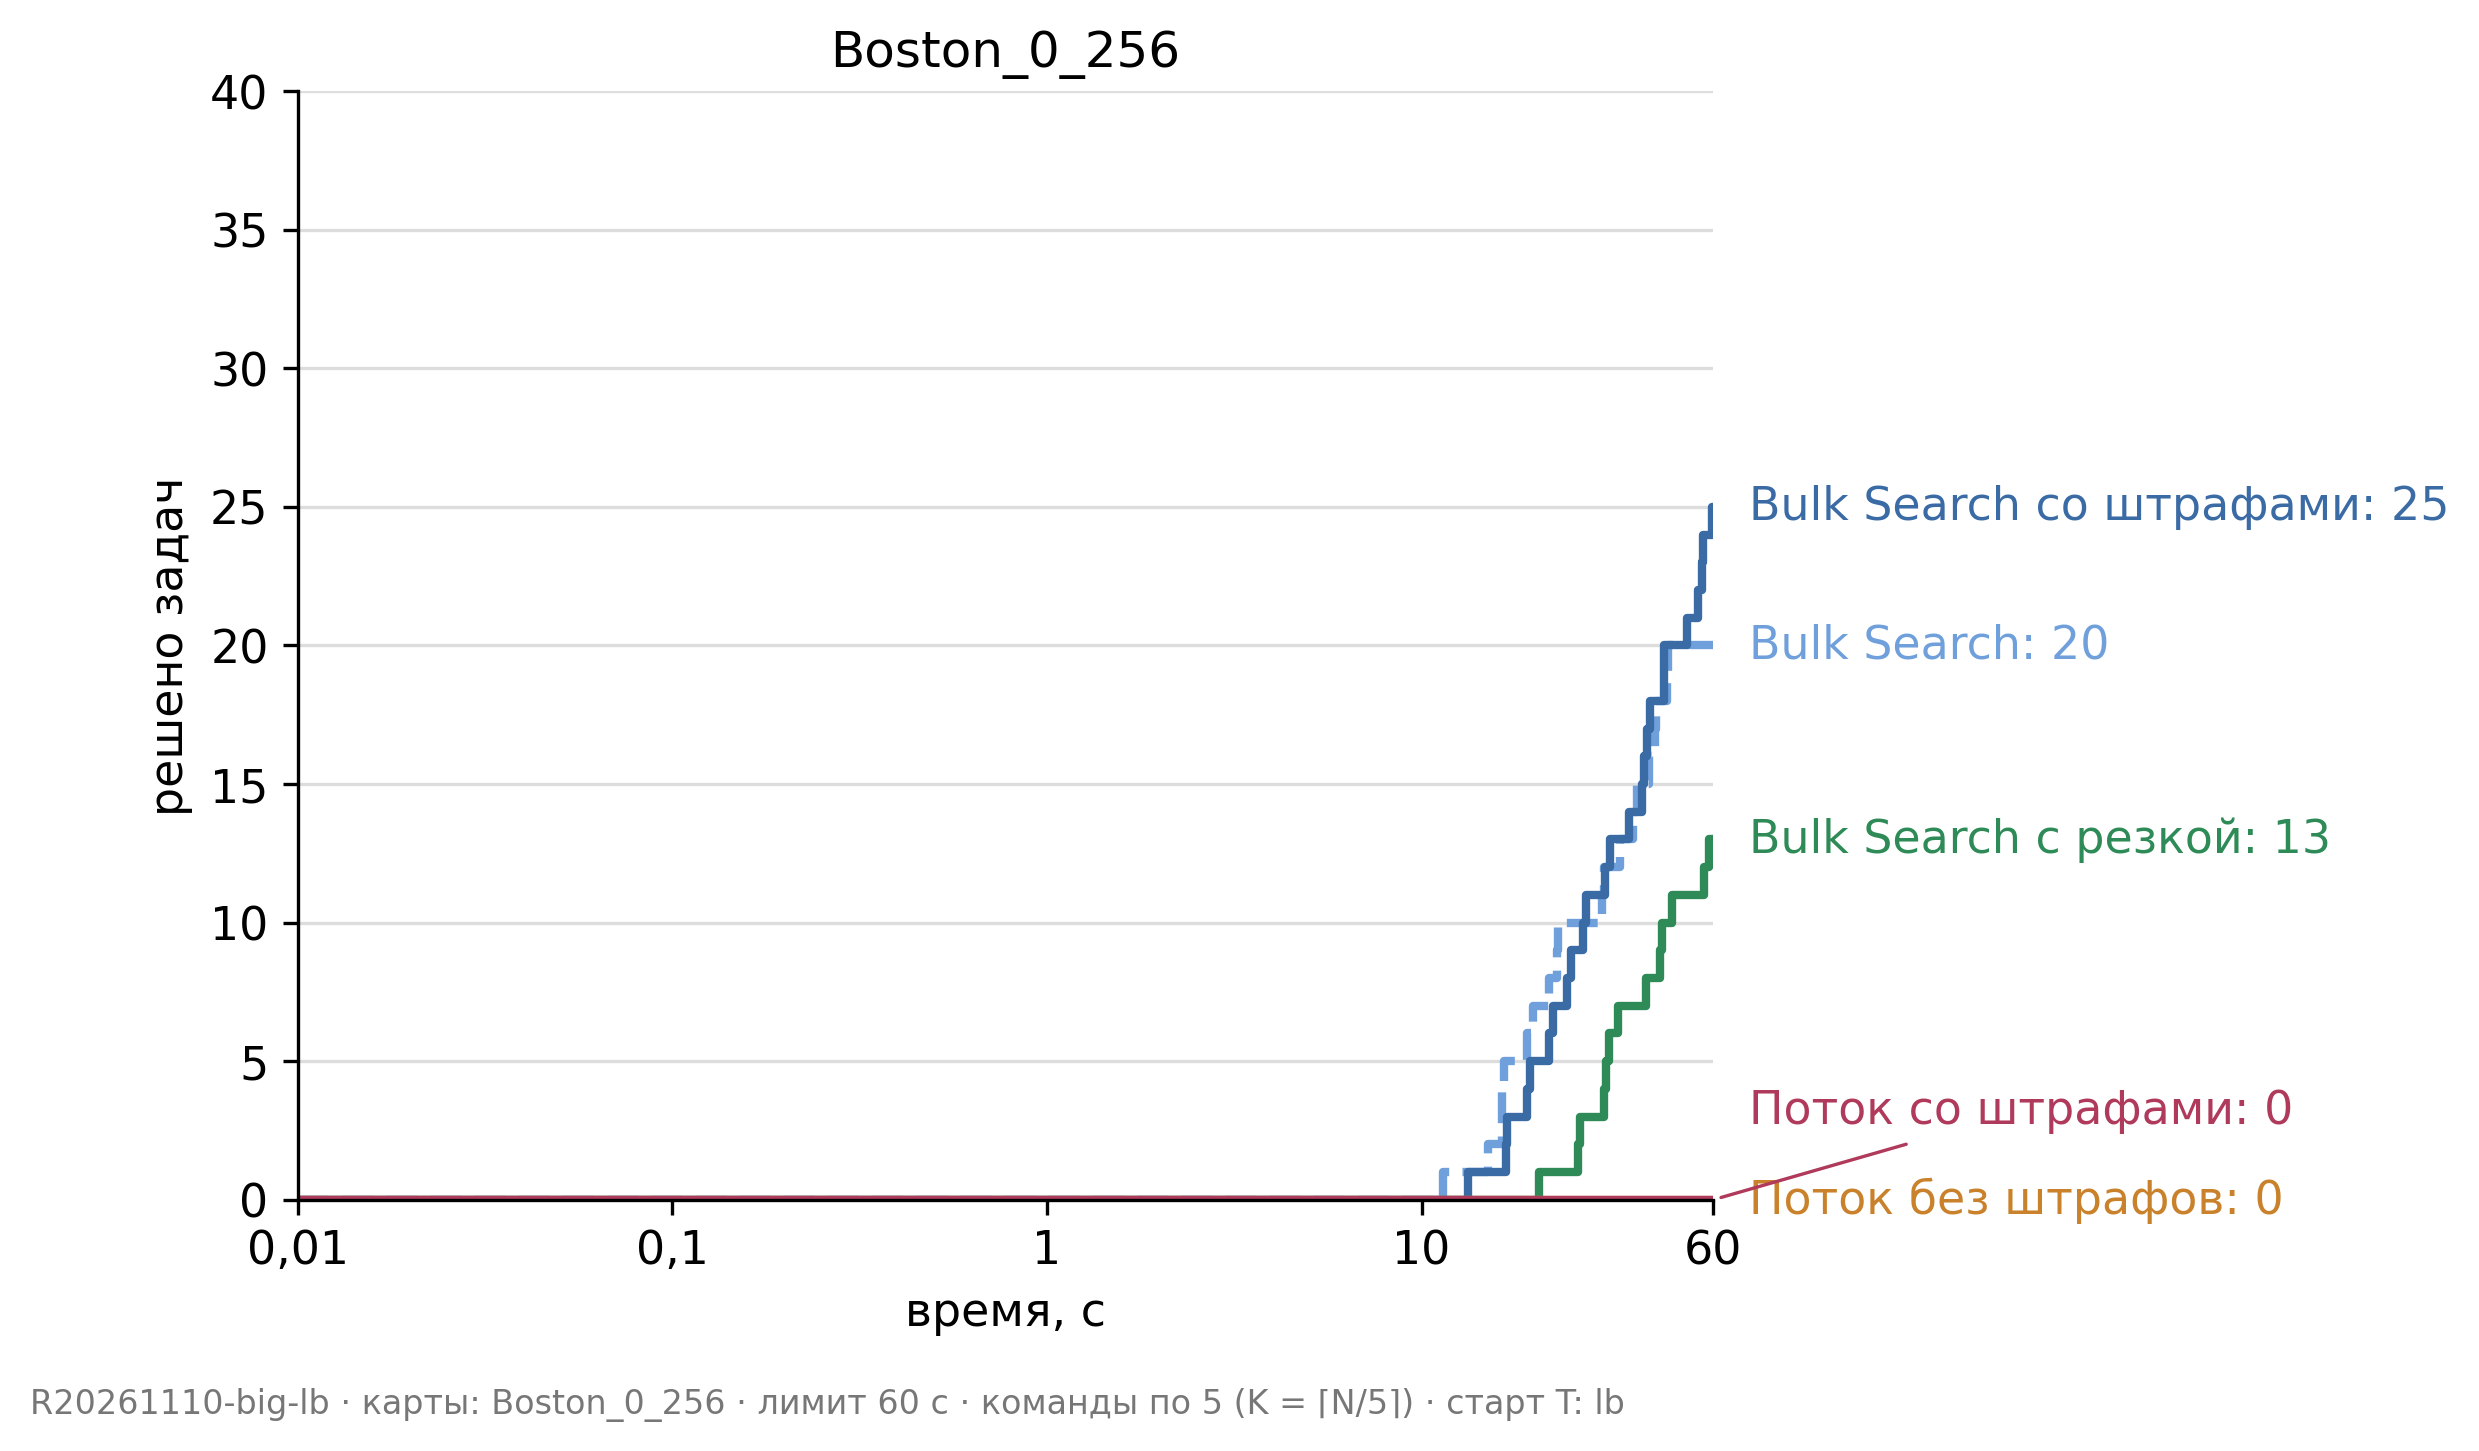 Boston_0_256
40
35
30
25
20
15
10
5
0
решено задач
0,01
0,1
1
10
60
время, с
Bulk Search со штрафами: 25
Bulk Search: 20
Bulk Search с резкой: 13
Поток со штрафами: 0
Поток без штрафов: 0
R20261110-big-lb · карты: Boston_0_256 · лимит 60 с · команды по 5 (K = ⌈N/5⌉) · старт T: lb